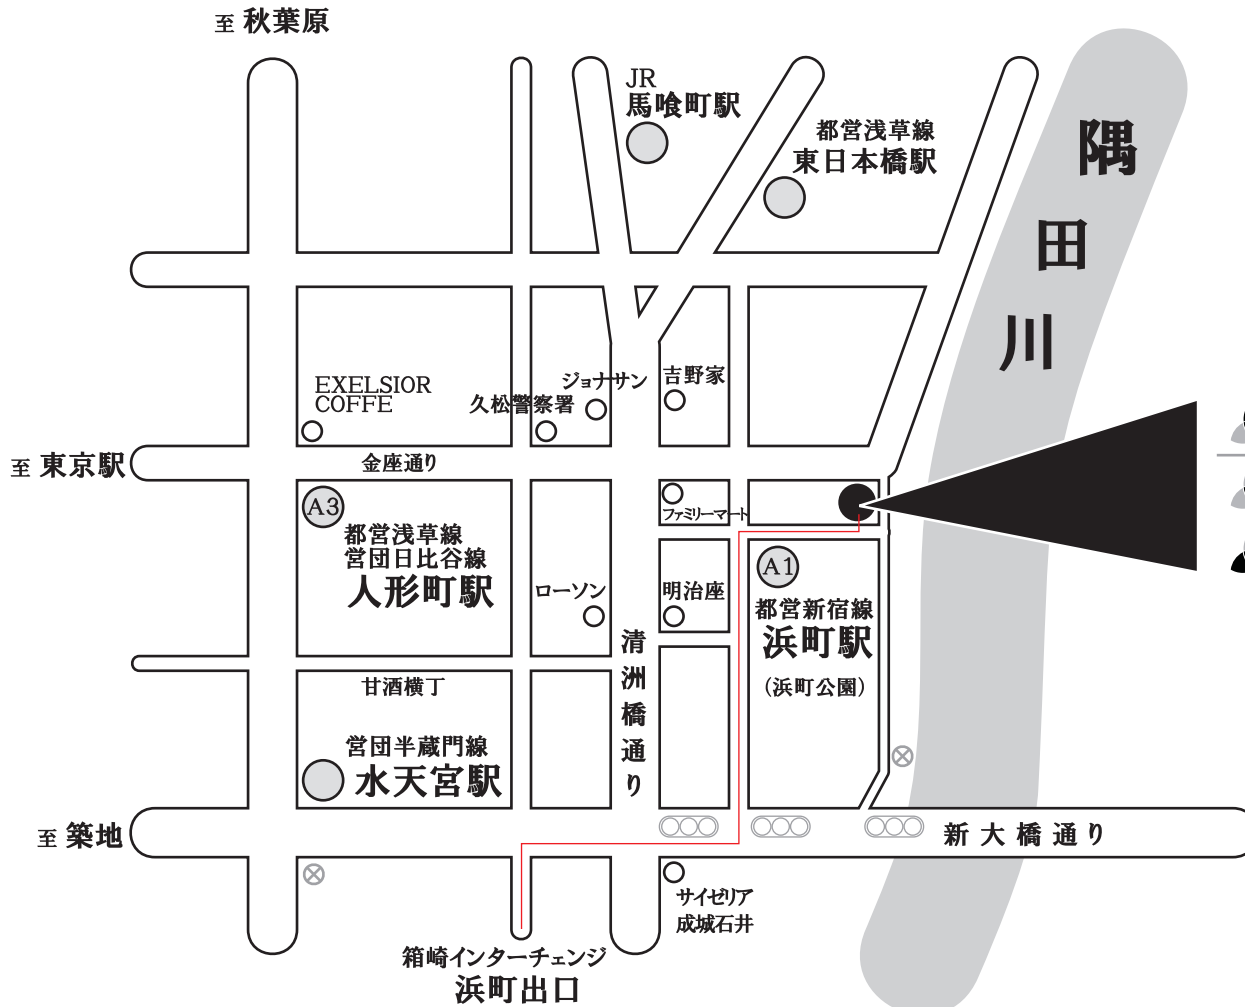 至 秋葉原
JR
馬喰町駅
都営浅草線
東日本橋駅
隅田川
EXELSIOR
COFFE
ジョナサン
吉野家
久松警察署
至 東京駅
金座通り
A3
都営浅草線
営団日比谷線
人形町駅
ファミリーマート
ローソン
明治座
A1
都営新宿線
浜町駅
(浜町公園)
清洲橋通り
甘酒横丁
営団半蔵門線
水天宮駅
至 築地
新大橋通り
サイゼリア
成城石井
箱崎インターチェンジ
浜町出口